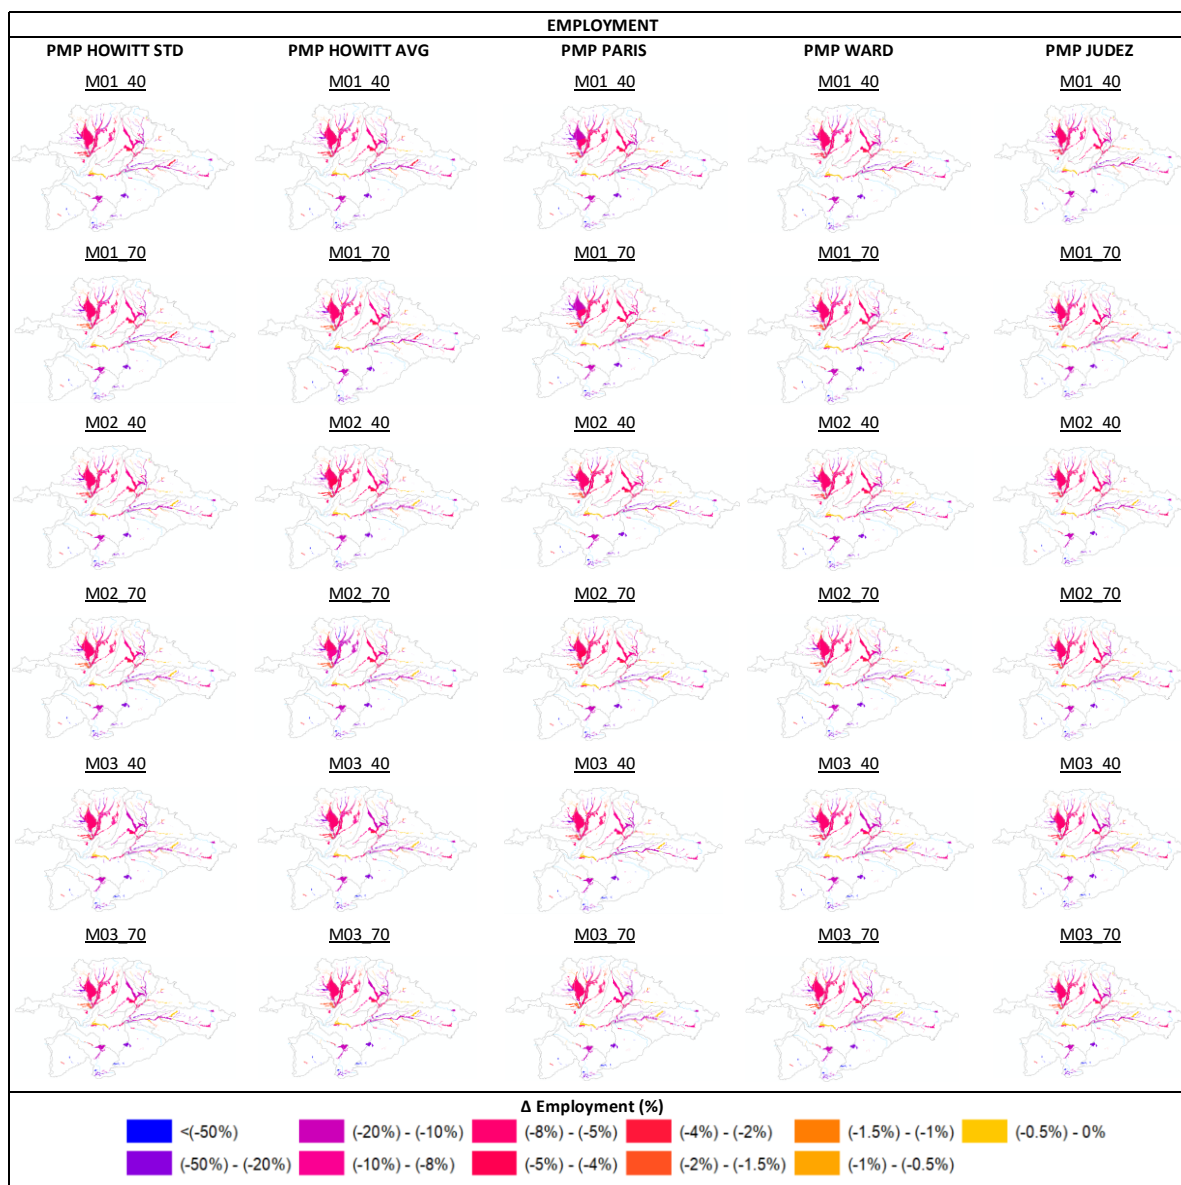 EMPLOYMENT
PMP HOWITT STD PMP HOWITT AVG PMP PARIS PMP WARD PMP JUDEZ
M01_40 M01_40 M01_40 M01_40 M01_40
M01_70 M01_70 M01_70 M01_70 M01_70
M02_40 M02_40 M02_40 M02_40 M02_40
M02_70 M02_70 M02_70 M02_70 M02_70
M03_40 M03_40 M03_40 M03_40 M03_40
M03_70 M03_70 M03_70 M03_70 M03_70
Δ Employment (%)
<(-50%) (-20%) - (-10%) (-8%) - (-5%) (-4%) - (-2%) (-1.5%) - (-1%) (-0.5%) - 0%
(-50%) - (-20%) (-10%) - (-8%) (-5%) - (-4%) (-2%) - (-1.5%) (-1%) - (-0.5%)